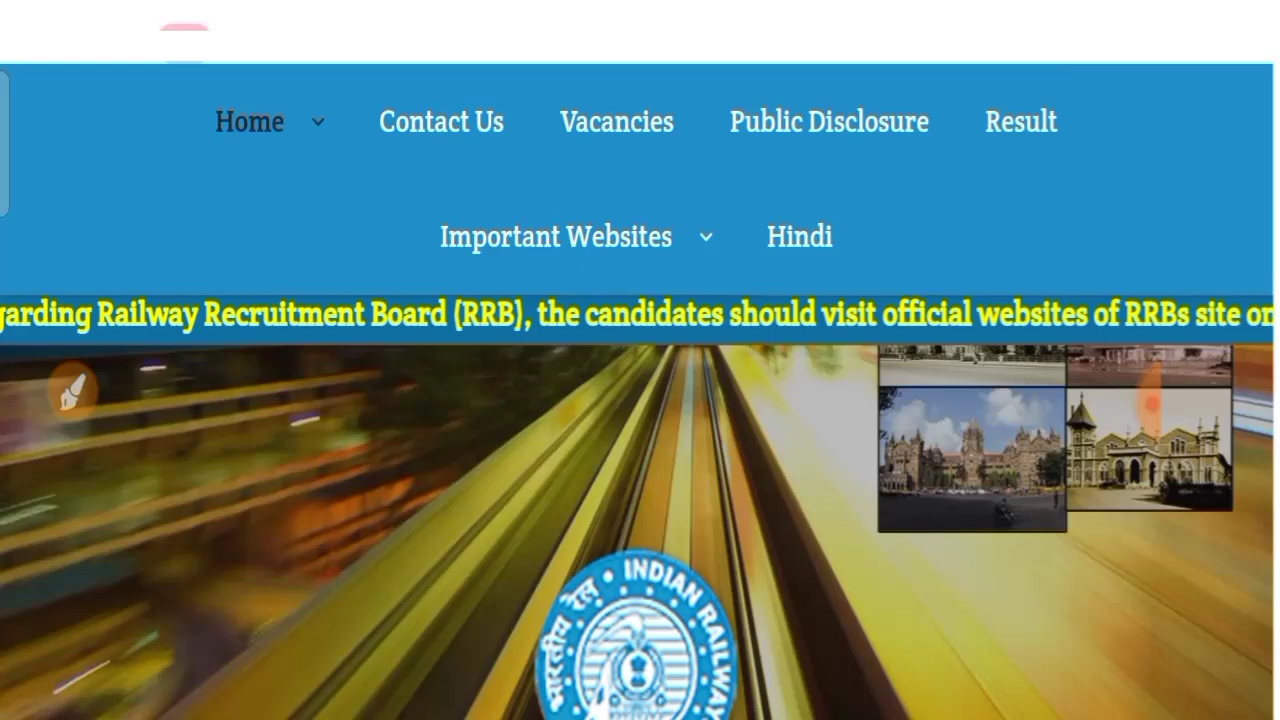 Home
Contact Us
Vacancies
Public Disclosure
Result
Important Websites
Hindi
garding Railway Recruitment Board (RRB), the candidates should visit official websites of RRBs site on
भारतीय रेल • INDIAN RAILWAY